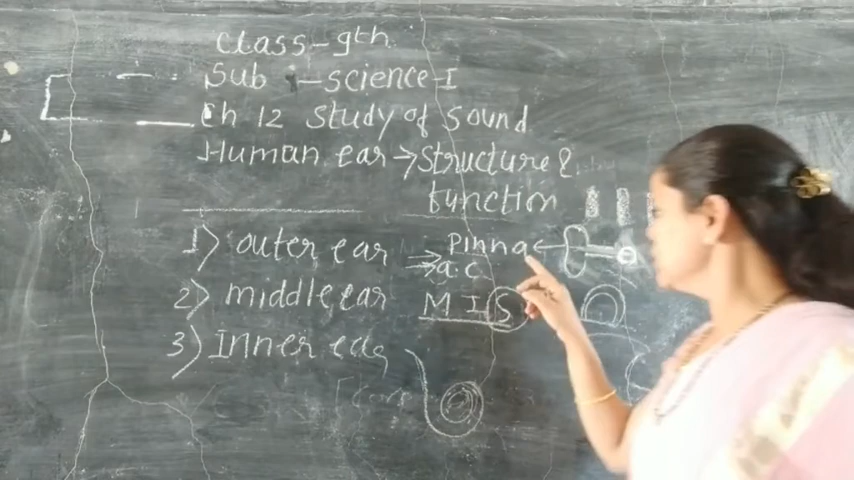 Class-9th
Sub :-science-I
Ch 12 Study of Sound
Human ear → Structure &
function
1) outer ear ⇒ Pinna
→ a.c.
2) middle ear M I S
3) Inner ear